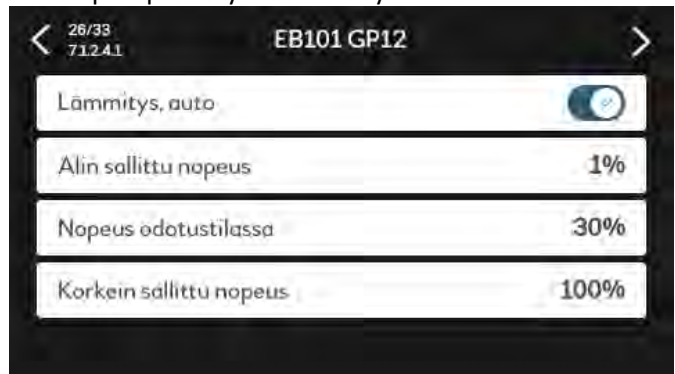 26/33
7.1.2.4.1
EB101 GP12
Lämmitys, auto
Alin sallittu nopeus 1%
Nopeus odotustilassa 30%
Korkein sallittu nopeus 100%